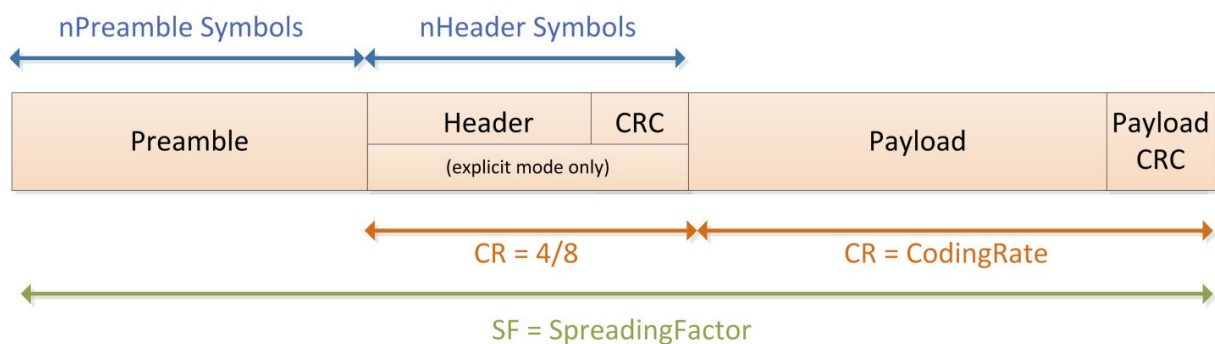 nPreamble Symbols
nHeader Symbols
Preamble
Header
CRC
(explicit mode only)
Payload
Payload
CRC
CR = 4/8
CR = CodingRate
SF = SpreadingFactor